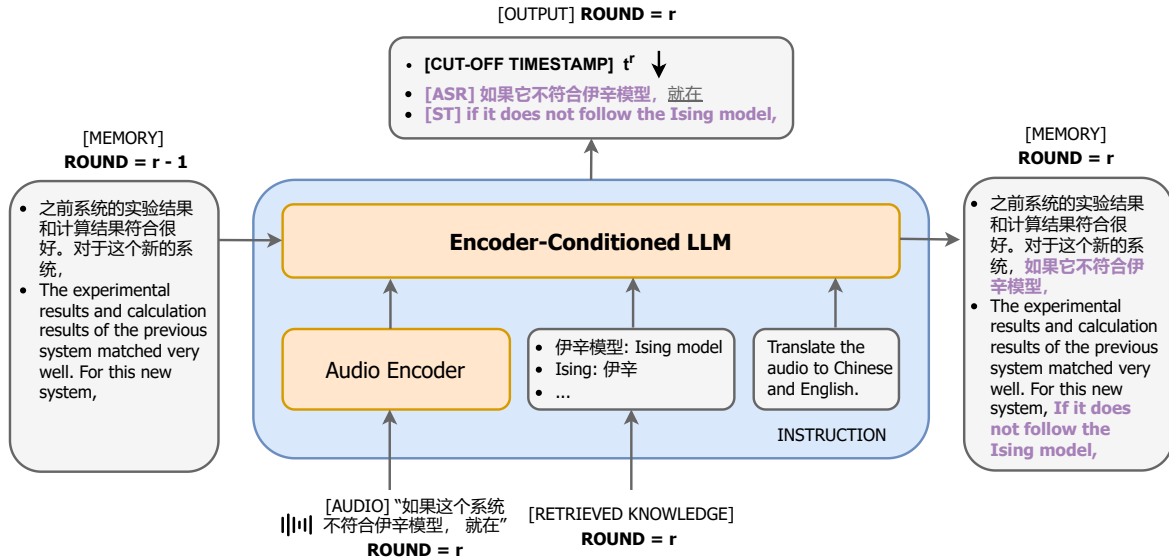 [OUTPUT] ROUND = r
• [CUT-OFF TIMESTAMP] tʳ ↓
• [ASR] 如果它不符合伊辛模型，就在
• [ST] if it does not follow the Ising model,
[MEMORY]
ROUND = r - 1
• 之前系统的实验结果
和计算结果符合很
好。对于这个新的系
统，
• The experimental
results and calculation
results of the previous
system matched very
well. For this new
system,
Encoder-Conditioned LLM
Audio Encoder
• 伊辛模型: Ising model
• Ising: 伊辛
• ...
Translate the
audio to Chinese
and English.
INSTRUCTION
[AUDIO] “如果这个系统
不符合伊辛模型， 就在”
ROUND = r
[RETRIEVED KNOWLEDGE]
ROUND = r
[MEMORY]
ROUND = r
• 之前系统的实验结果
和计算结果符合很
好。对于这个新的系
统，如果它不符合伊
辛模型，
• The experimental
results and calculation
results of the previous
system matched very
well. For this new
system, If it does
not follow the
Ising model,